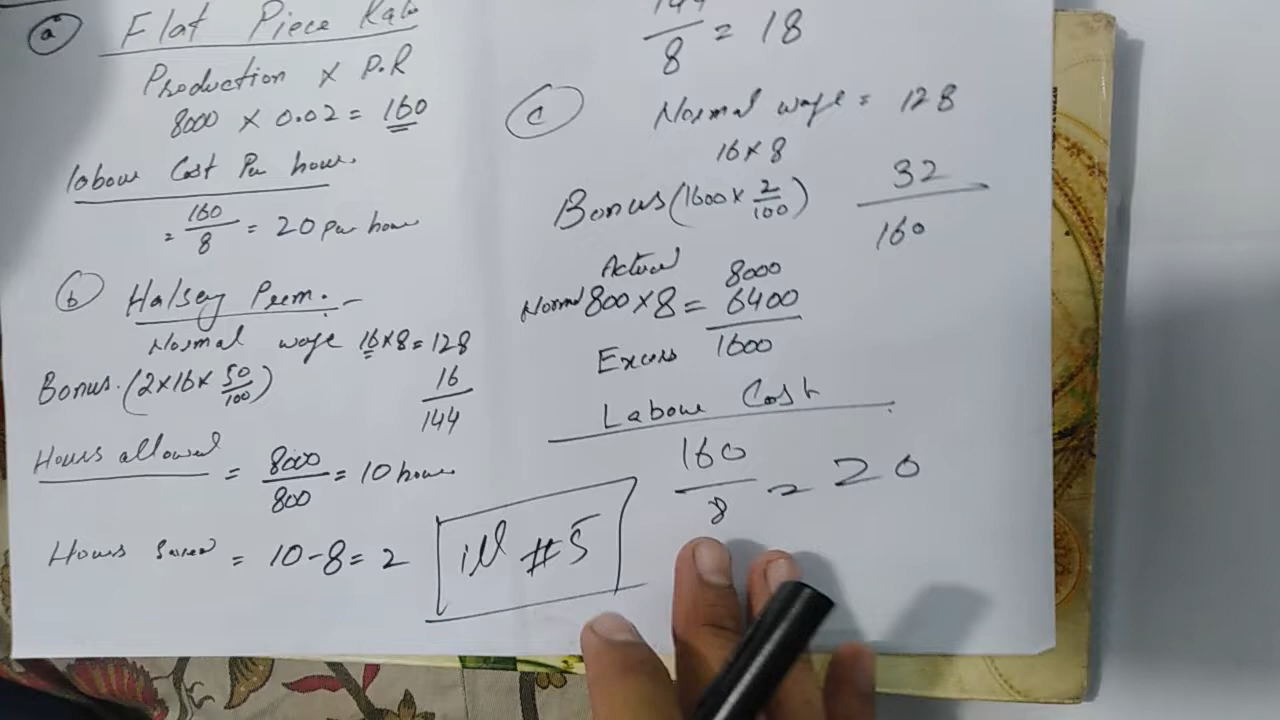 a Flat Piece Rate
Production × P.R
8000 × 0.02 = 160
labour Cost Per hour.
= 160/8 = 20 per hour
b Halsey Prem. -
Normal wage 16×8=128
Bonus. (2×16× 50/100) 16
144
Hours allowed = 8000/800 = 10 hours
Hours saved = 10-8=2
ill #5
144/8 = 18
c Normal wage = 128
16×8
Bonus (1600× 2/100) 32
160
Actual 8000
Normal 800×8= 6400
Excess 1600
Labour Cost
160/8 = 20